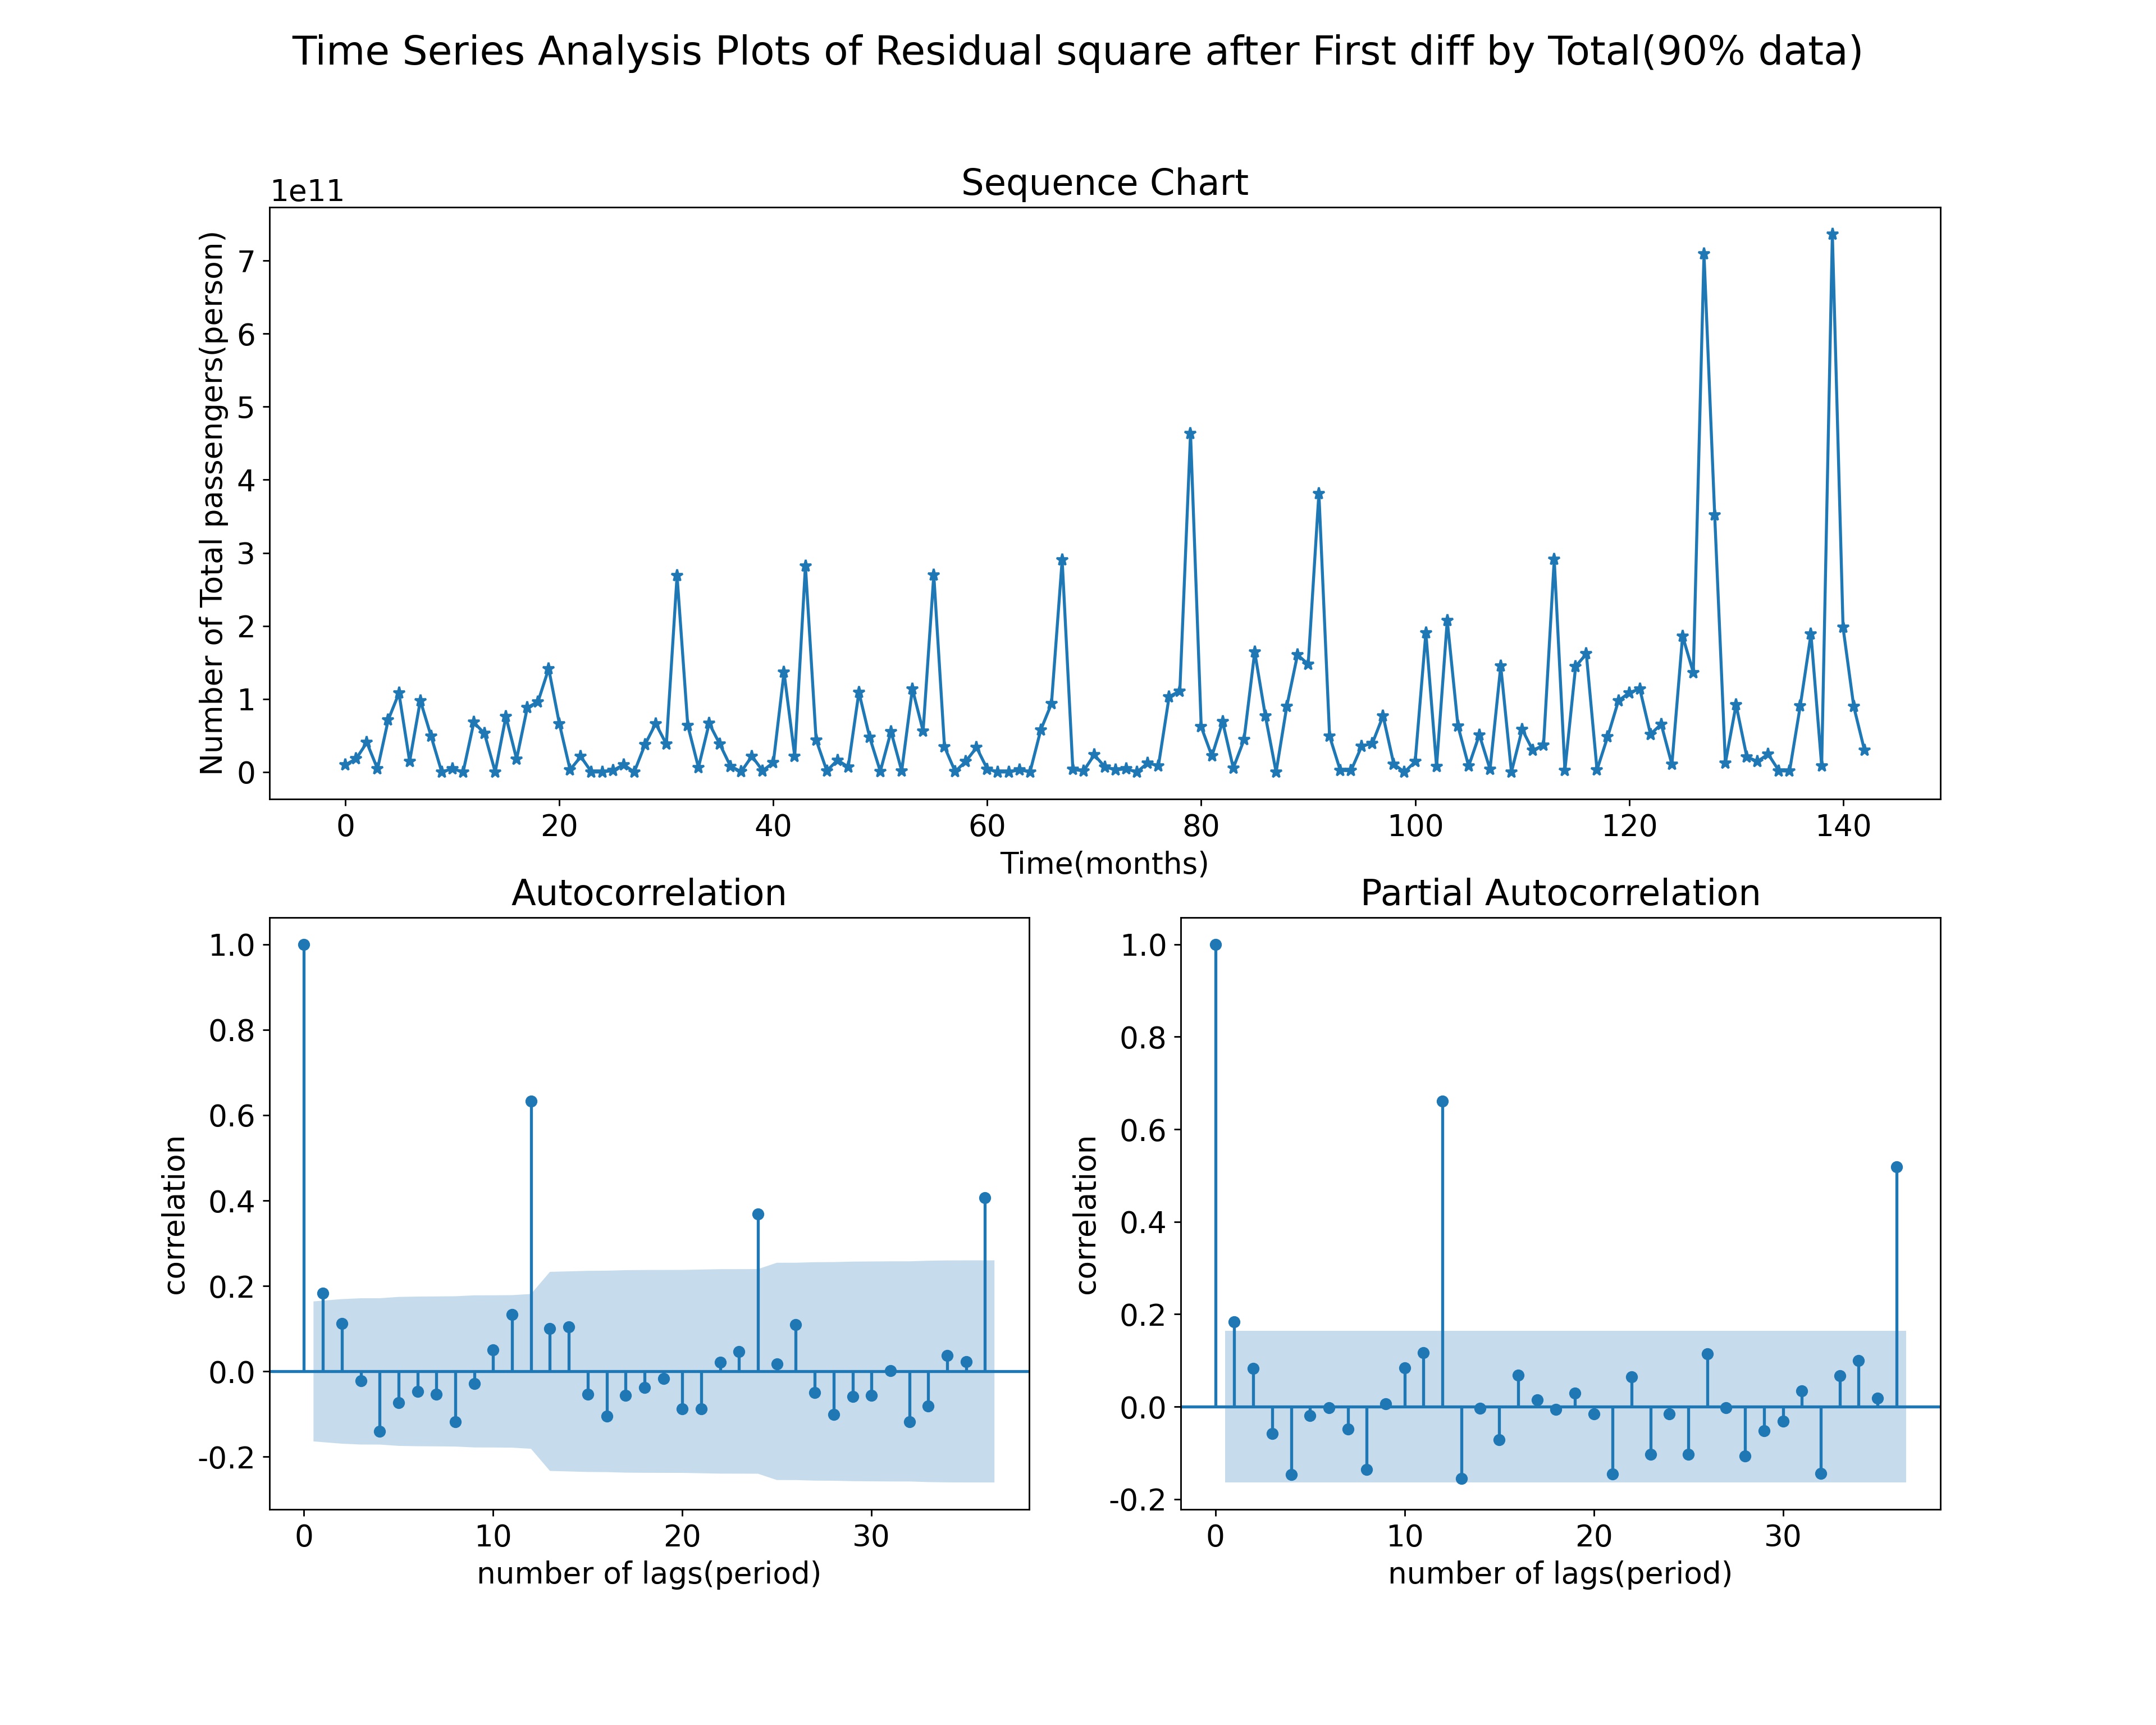 Time Series Analysis Plots of Residual square after First diff by Total(90% data)
Sequence Chart
1e11
Number of Total passengers(person)
7
6
5
4
3
2
1
0
0 20 40 60 80 100 120 140
Time(months)
Autocorrelation
correlation
1.0
0.8
0.6
0.4
0.2
0.0
-0.2
0 10 20 30
number of lags(period)
Partial Autocorrelation
correlation
1.0
0.8
0.6
0.4
0.2
0.0
-0.2
0 10 20 30
number of lags(period)